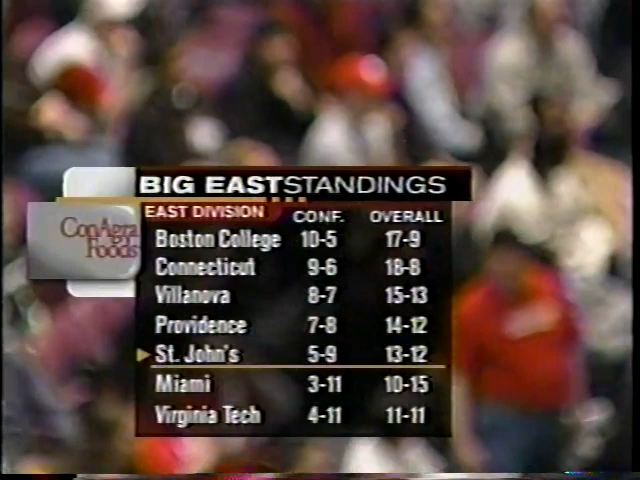 BIG EAST STANDINGS
ConAgra
Foods
EAST DIVISION CONF. OVERALL
Boston College 10-5 17-9
Connecticut 9-6 18-8
Villanova 8-7 15-13
Providence 7-8 14-12
St. John's 5-9 13-12
Miami 3-11 10-15
Virginia Tech 4-11 11-11